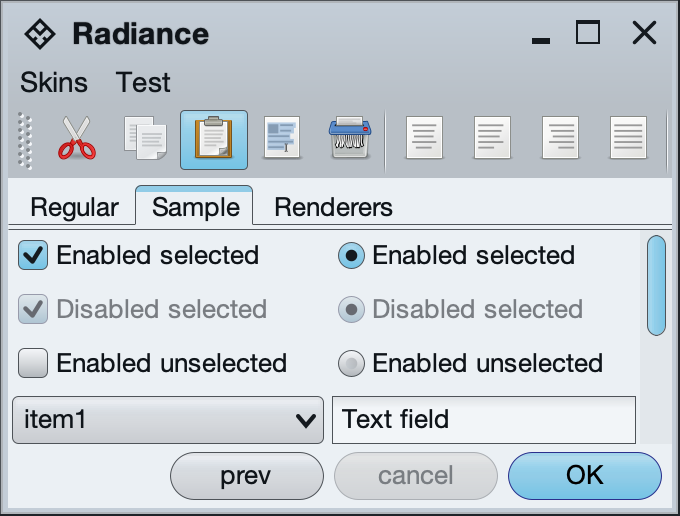 Radiance
Skins Test
Regular Sample Renderers
Enabled selected Enabled selected
Disabled selected Disabled selected
Enabled unselected Enabled unselected
item1 Text field
prev cancel OK